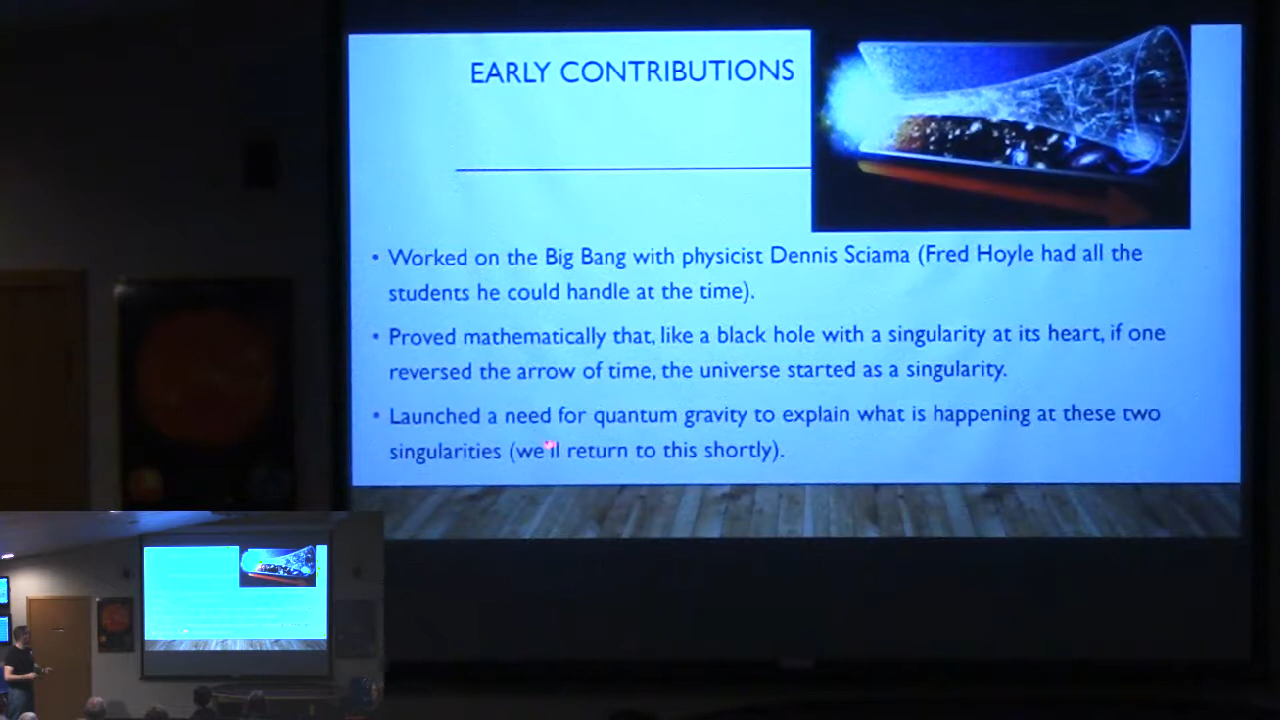 EARLY CONTRIBUTIONS
• Worked on the Big Bang with physicist Dennis Sciama (Fred Hoyle had all the
students he could handle at the time).
• Proved mathematically that, like a black hole with a singularity at its heart, if one
reversed the arrow of time, the universe started as a singularity.
• Launched a need for quantum gravity to explain what is happening at these two
singularities (we'll return to this shortly).